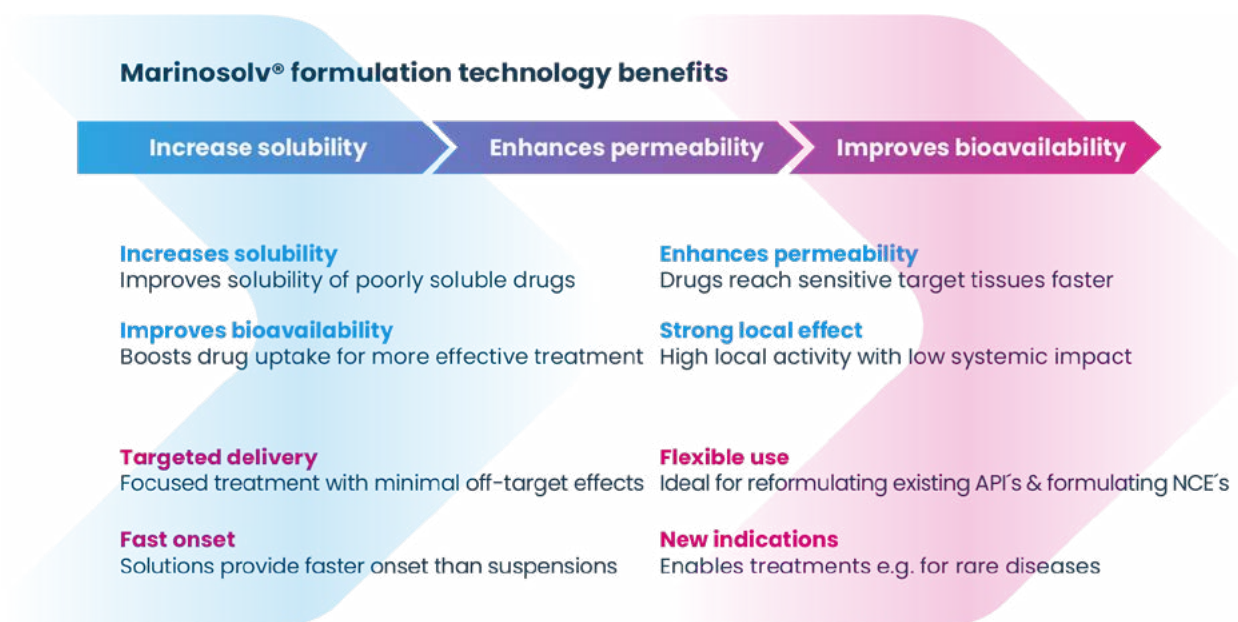 Marinosolv® formulation technology benefits
Increase solubility
Enhances permeability
Improves bioavailability
Increases solubility
Improves solubility of poorly soluble drugs
Enhances permeability
Drugs reach sensitive target tissues faster
Improves bioavailability
Boosts drug uptake for more effective treatment
Strong local effect
High local activity with low systemic impact
Targeted delivery
Focused treatment with minimal off-target effects
Flexible use
Ideal for reformulating existing API´s & formulating NCE´s
Fast onset
Solutions provide faster onset than suspensions
New indications
Enables treatments e.g. for rare diseases